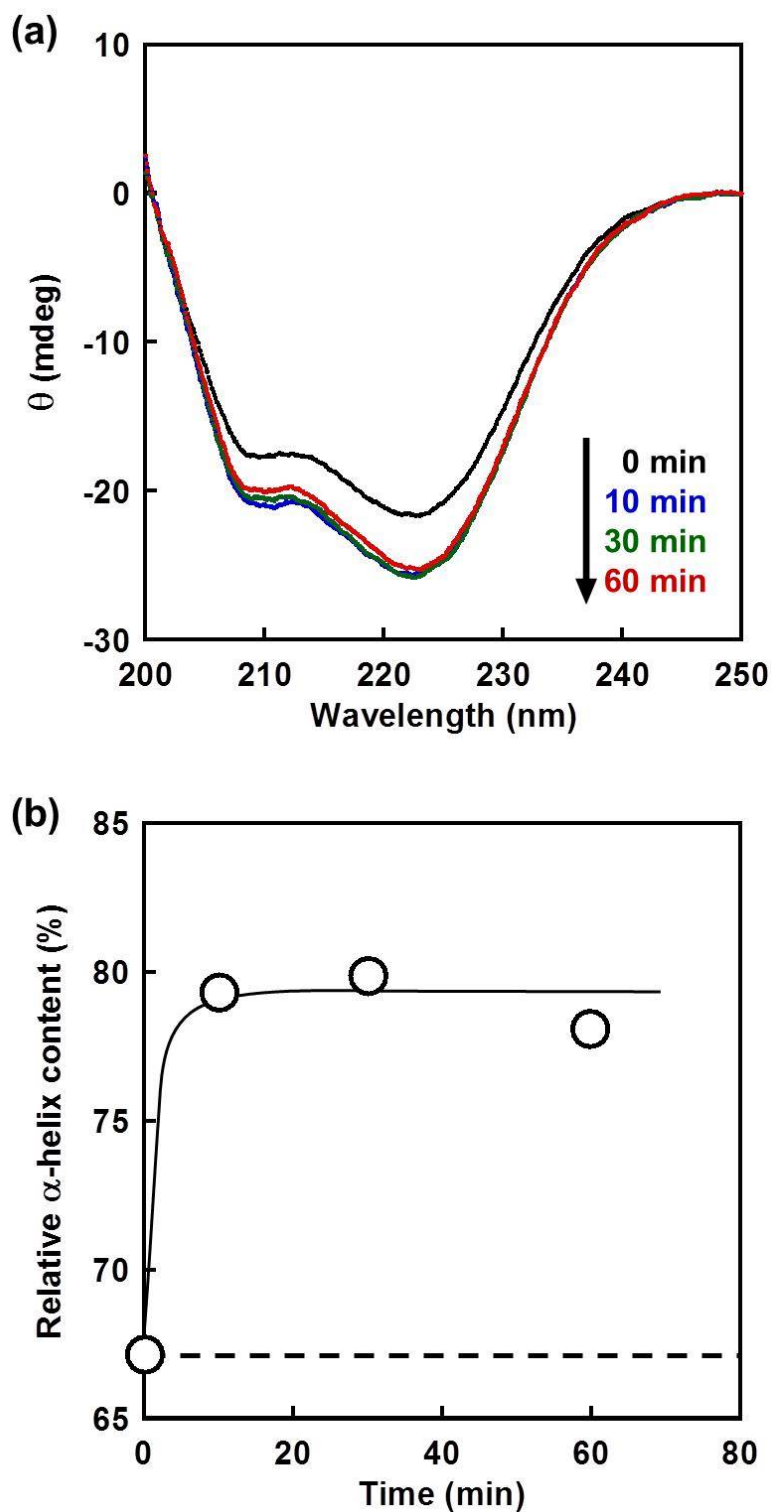 (a)
10
0
-10
-20
-30
θ (mdeg)
0 min
10 min
30 min
60 min
200 210 220 230 240 250
Wavelength (nm)
(b)
85
80
75
70
65
Relative α-helix content (%)
0 20 40 60 80
Time (min)